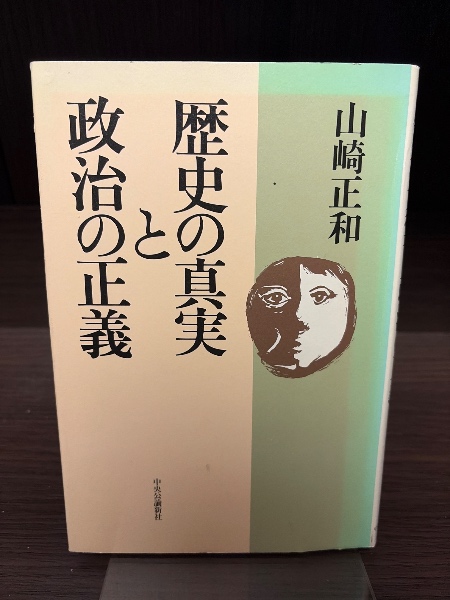 山崎正和
歴史の真実
と
政治の正義
中央公論新社